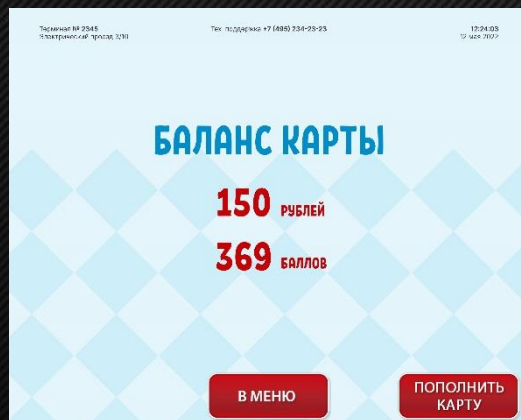 Терминал № 2345
Электрический проезд 3/10
Тех. поддержка +7 (495) 234-23-23
12:24:03
12 мая 2022
БАЛАНС КАРТЫ
150 РУБЛЕЙ
369 БАЛЛОВ
В МЕНЮ
ПОПОЛНИТЬ
КАРТУ